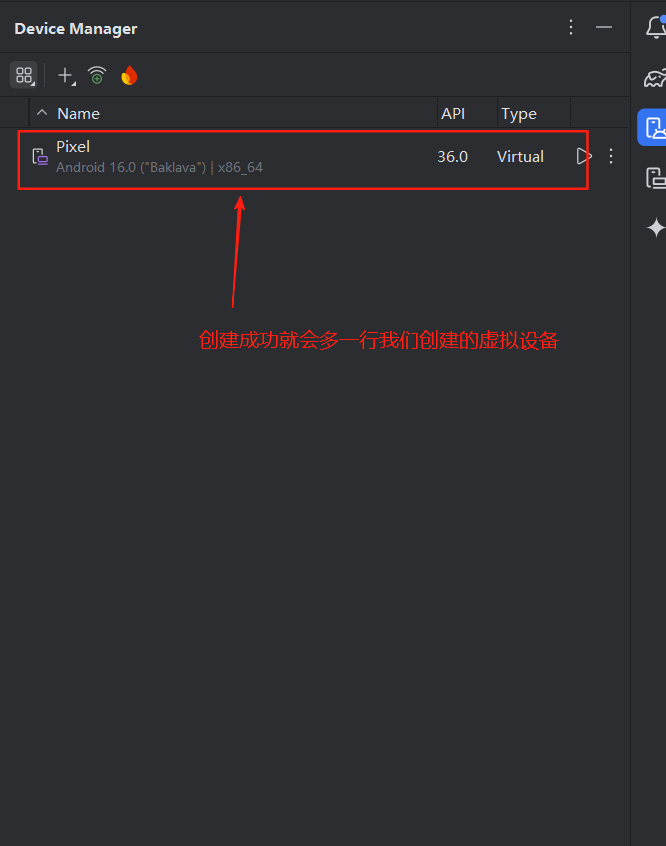 Device Manager
Name API Type
Pixel
Android 16.0 ("Baklava") | x86_64
36.0 Virtual
创建成功就会多一行我们创建的虚拟设备